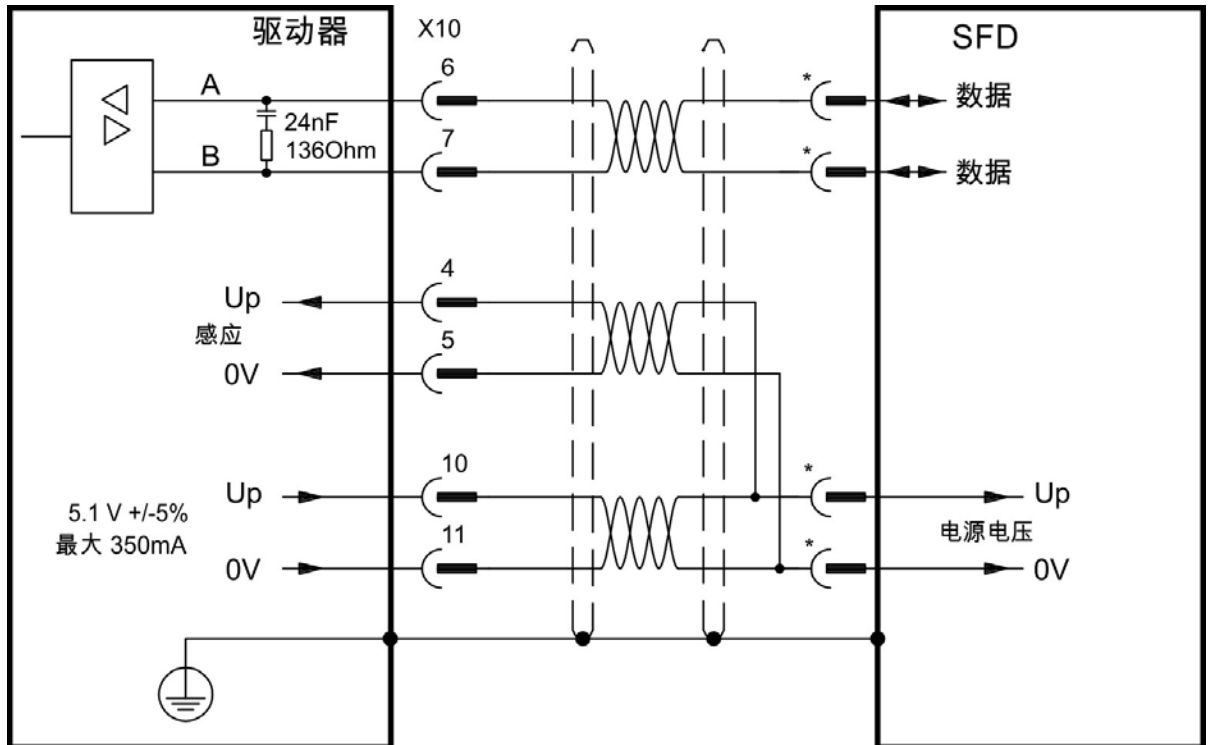 驱动器
X10
SFD
6
*
A
数据
24nF
136Ohm
7
*
B
数据
4
Up
感应
5
0V
10
*
Up
Up
5.1 V +/-5%
最大 350mA
电源电压
11
*
0V
0V